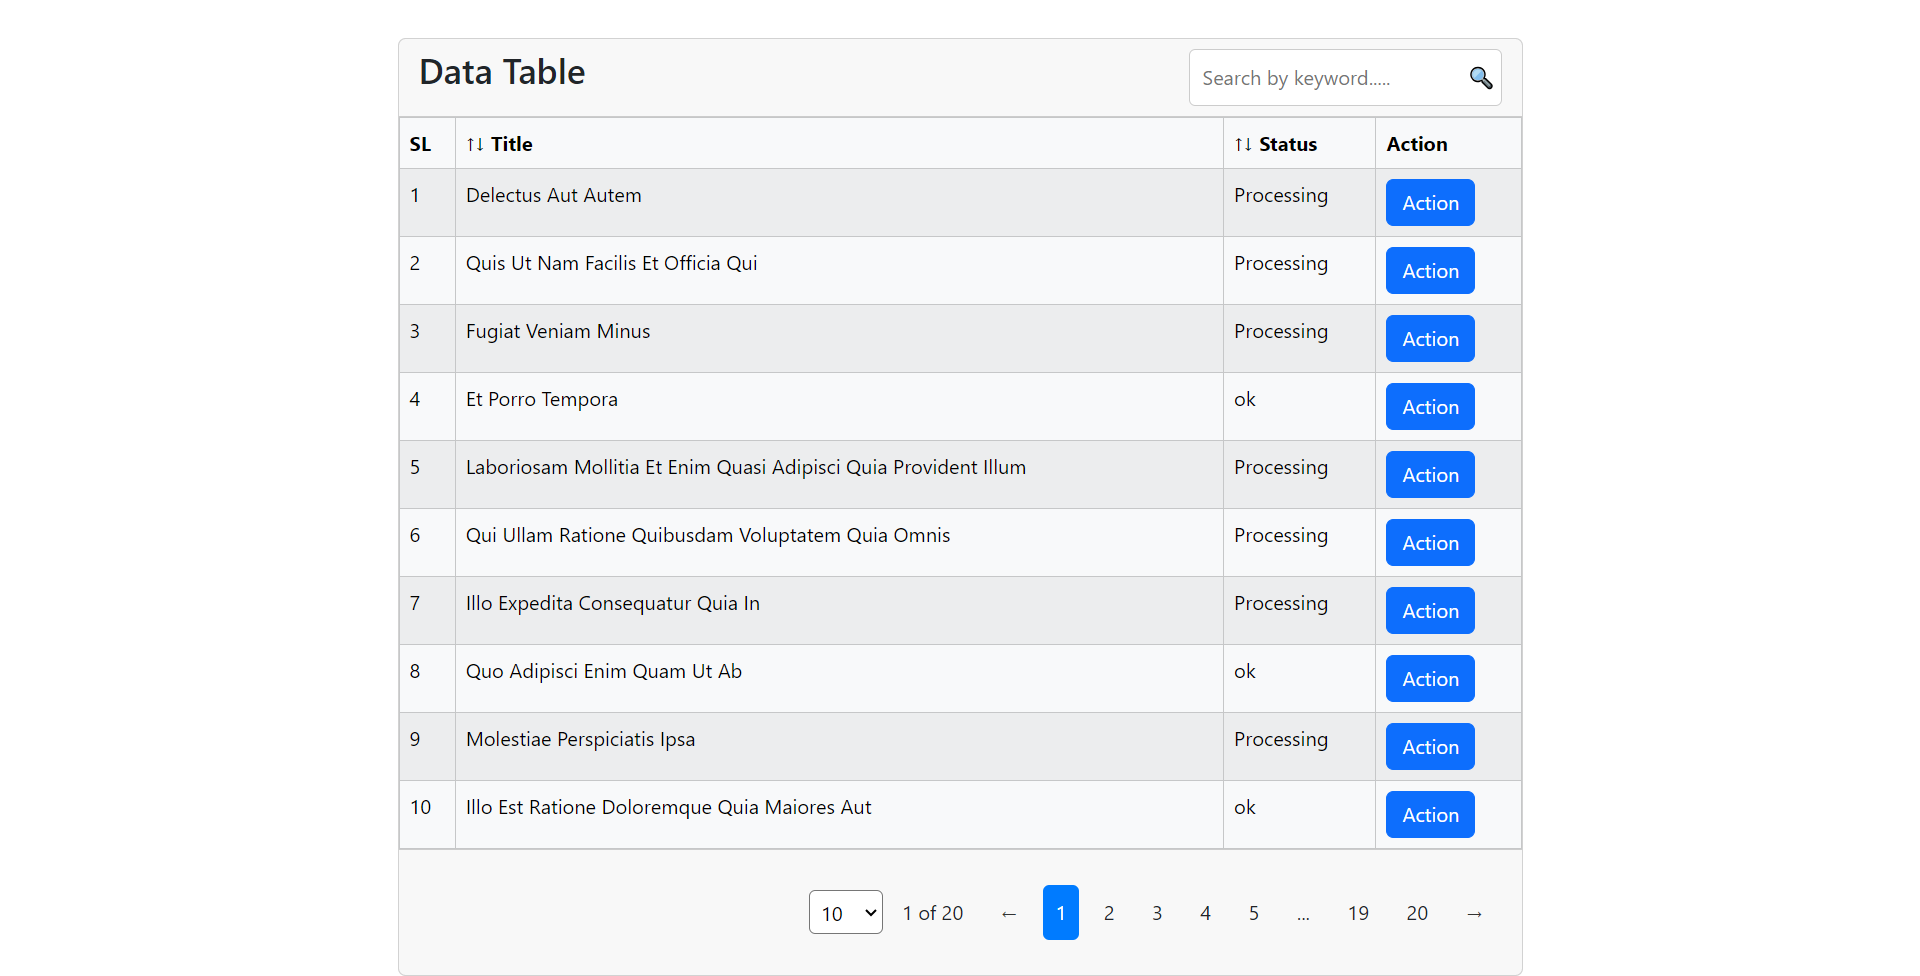 Data Table
Search by keyword.....
SL ↑↓ Title ↑↓ Status Action
1 Delectus Aut Autem Processing Action
2 Quis Ut Nam Facilis Et Officia Qui Processing Action
3 Fugiat Veniam Minus Processing Action
4 Et Porro Tempora ok Action
5 Laboriosam Mollitia Et Enim Quasi Adipisci Quia Provident Illum Processing Action
6 Qui Ullam Ratione Quibusdam Voluptatem Quia Omnis Processing Action
7 Illo Expedita Consequatur Quia In Processing Action
8 Quo Adipisci Enim Quam Ut Ab ok Action
9 Molestiae Perspiciatis Ipsa Processing Action
10 Illo Est Ratione Doloremque Quia Maiores Aut ok Action
10 1 of 20 ← 1 2 3 4 5 ... 19 20 →